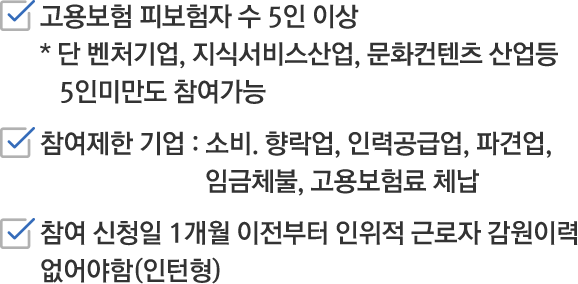 고용보험 피보험자 수 5인 이상
* 단 벤처기업, 지식서비스산업, 문화컨텐츠 산업등
5인미만도 참여가능
참여제한 기업 : 소비. 향락업, 인력공급업, 파견업,
임금체불, 고용보험료 체납
참여 신청일 1개월 이전부터 인위적 근로자 감원이력
없어야함(인턴형)